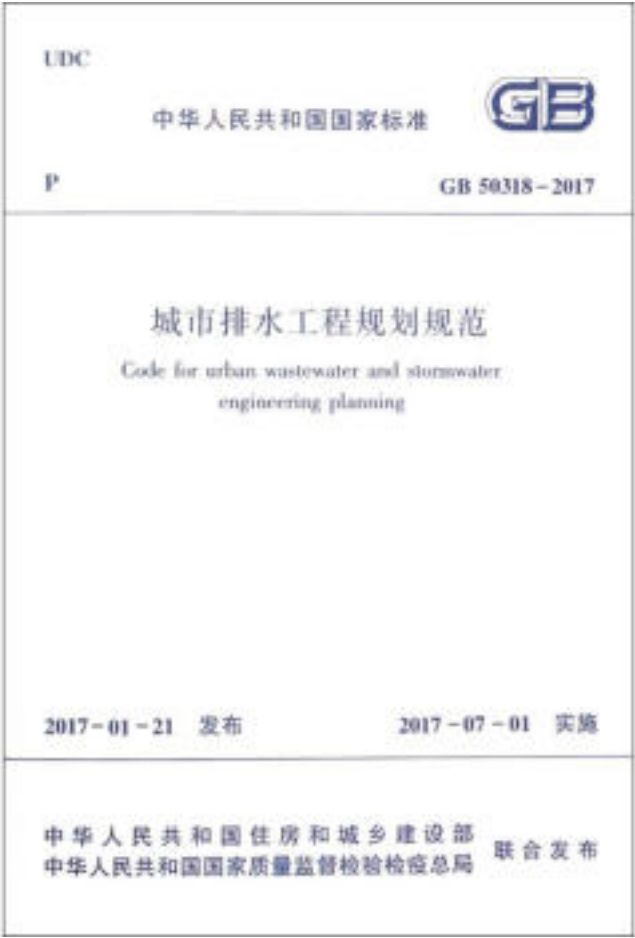 UDC
中华人民共和国国家标准
GB
P
GB 50318-2017
城市排水工程规划规范
Code for urban wastewater and stormwater
engineering planning
2017-01-21 发布
2017-07-01 实施
中华人民共和国住房和城乡建设部
中华人民共和国国家质量监督检验检疫总局
联合发布